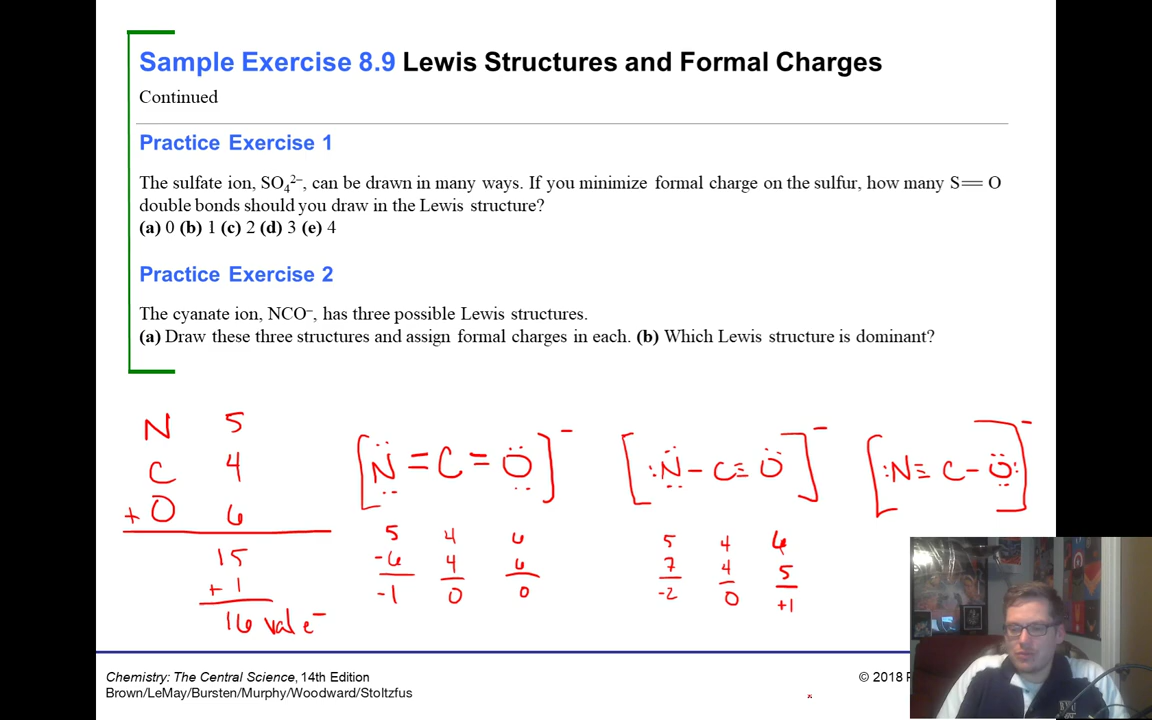 Sample Exercise 8.9 Lewis Structures and Formal Charges
Continued
Practice Exercise 1
The sulfate ion, SO₄²⁻, can be drawn in many ways. If you minimize formal charge on the sulfur, how many S=O
double bonds should you draw in the Lewis structure?
(a) 0 (b) 1 (c) 2 (d) 3 (e) 4
Practice Exercise 2
The cyanate ion, NCO⁻, has three possible Lewis structures.
(a) Draw these three structures and assign formal charges in each. (b) Which Lewis structure is dominant?
N 5
C 4
+ O 6
15
+ 1
16 val e⁻
[N=C=O]⁻
5 4 6
-6 4 6
-1 0 0
[:N-C≡O]⁻
5 4 6
7 4 5
-2 0 +1
[:N≡C-O:]⁻
Chemistry: The Central Science, 14th Edition
Brown/LeMay/Bursten/Murphy/Woodward/Stoltzfus
© 2018